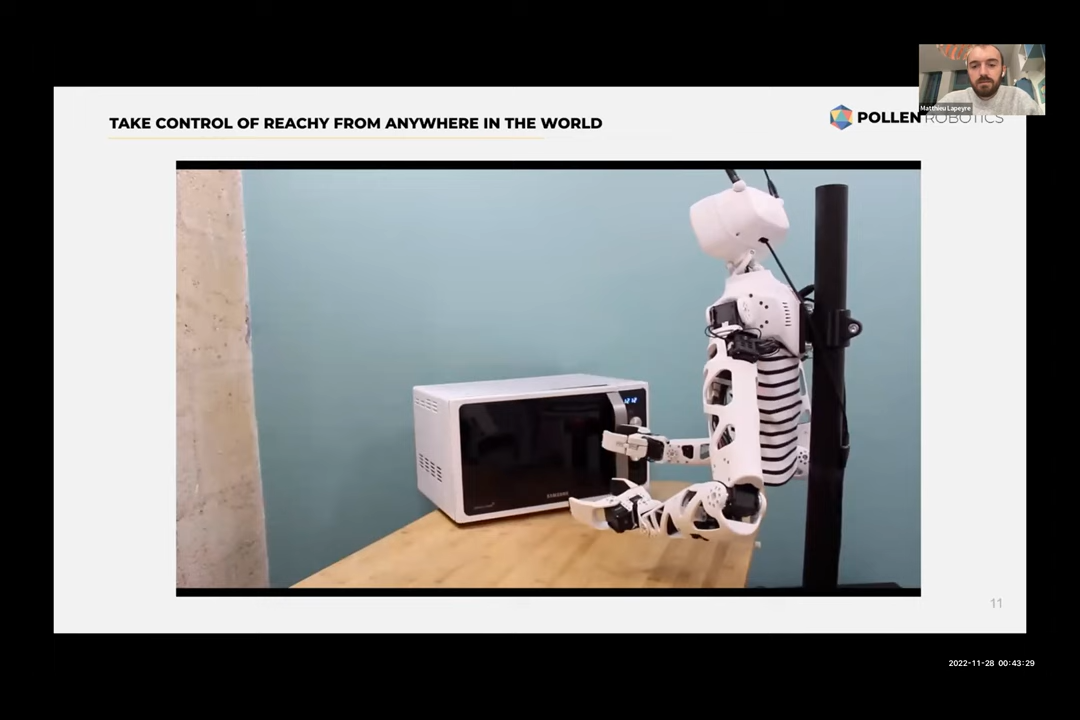 Matthieu Lapeyre
TAKE CONTROL OF REACHY FROM ANYWHERE IN THE WORLD
POLLEN ROBOTICS
SAMSUNG
11
2022-11-28 00:43:29